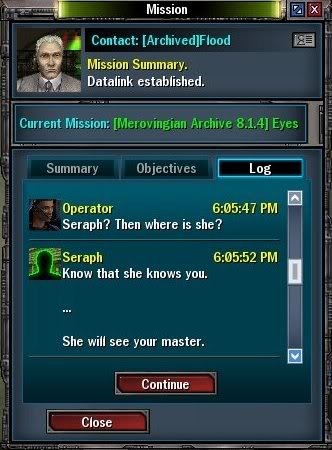 Mission
Contact: [Archived]Flood
Mission Summary.
Datalink established.
Current Mission: [Merovingian Archive 8.1.4] Eyes
Summary
Objectives
Log
Operator 6:05:47 PM
Seraph? Then where is she?
Seraph 6:05:52 PM
Know that she knows you.
...
She will see your master.
Continue
Close